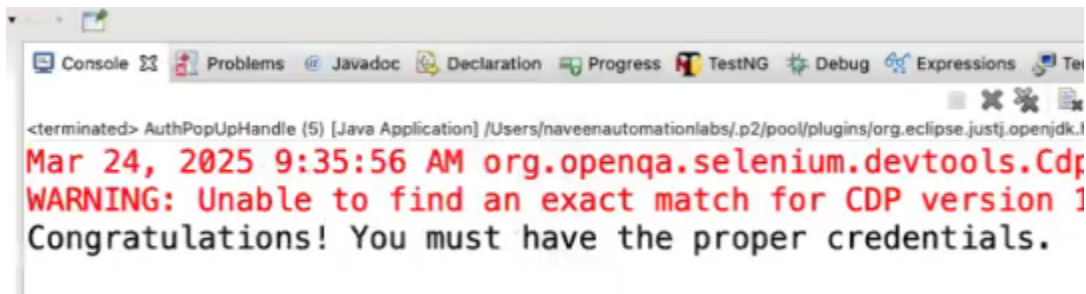 Console Problems @ Javadoc Declaration Progress TestNG Debug Expressions Te
<terminated> AuthPopUpHandle (5) [Java Application] /Users/naveenautomationlabs/.p2/pool/plugins/org.eclipse.justj.openjdk.
Mar 24, 2025 9:35:56 AM org.openqa.selenium.devtools.Cdp
WARNING: Unable to find an exact match for CDP version 1
Congratulations! You must have the proper credentials.